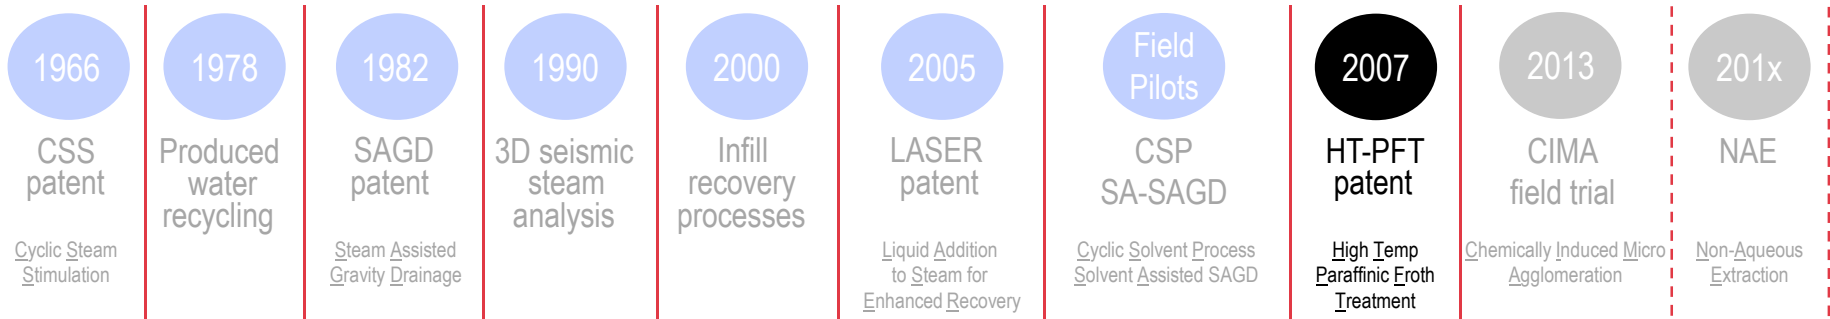 1966
CSS
patent
Cyclic Steam
Stimulation
1978
Produced
water
recycling
1982
SAGD
patent
Steam Assisted
Gravity Drainage
1990
3D seismic
steam
analysis
2000
Infill
recovery
processes
2005
LASER
patent
Liquid Addition
to Steam for
Enhanced Recovery
Field
Pilots
CSP
SA-SAGD
Cyclic Solvent Process
Solvent Assisted SAGD
2007
HT-PFT
patent
High Temp
Paraffinic Froth
Treatment
2013
CIMA
field trial
Chemically Induced Micro
Agglomeration
201x
NAE
Non-Aqueous
Extraction